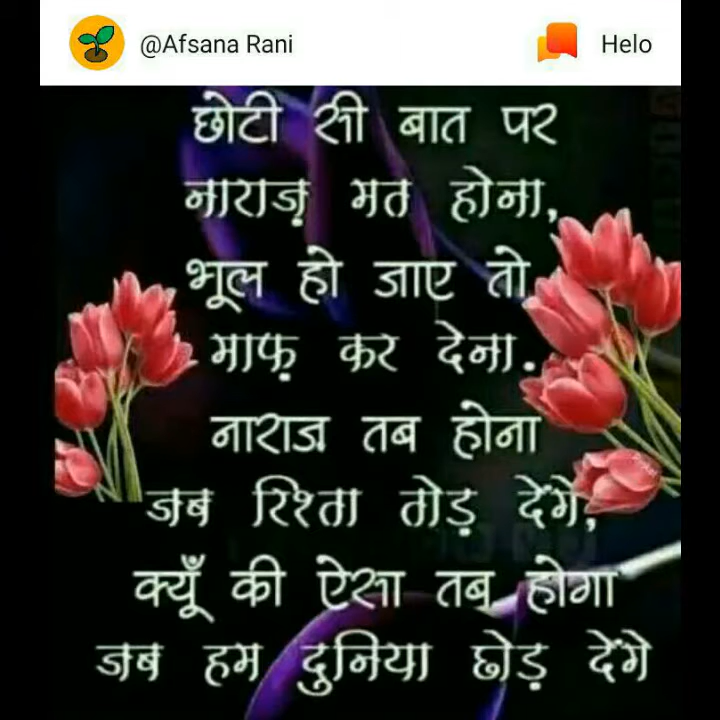 @Afsana Rani
Helo
छोटी सी बात पर
नाराज़ मत होना,
भूल हो जाए तो
माफ़ कर देना.
नाराज तब होना
जब रिश्ता तोड़ देंगे,
क्यूँ की ऐसा तब होगा
जब हम दुनिया छोड़ देंगे